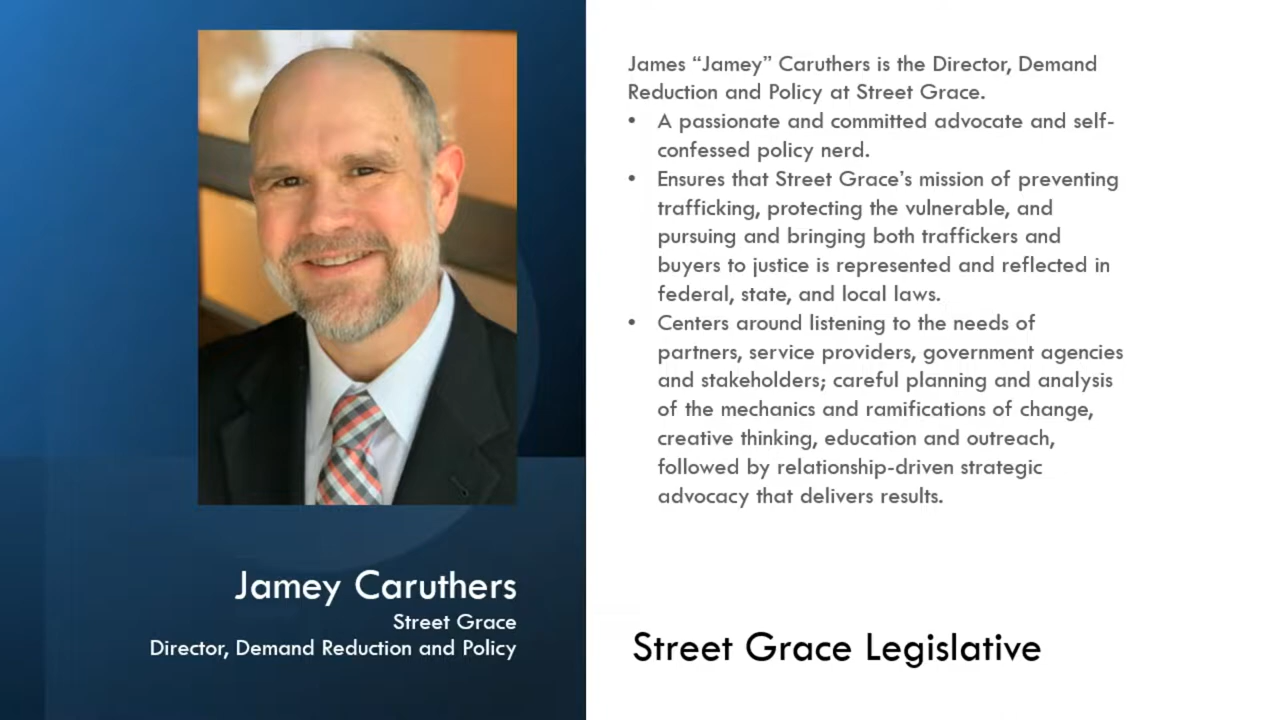 Jamey Caruthers
Street Grace
Director, Demand Reduction and Policy
James “Jamey” Caruthers is the Director, Demand
Reduction and Policy at Street Grace.
• A passionate and committed advocate and self-
confessed policy nerd.
• Ensures that Street Grace’s mission of preventing
trafficking, protecting the vulnerable, and
pursuing and bringing both traffickers and
buyers to justice is represented and reflected in
federal, state, and local laws.
• Centers around listening to the needs of
partners, service providers, government agencies
and stakeholders; careful planning and analysis
of the mechanics and ramifications of change,
creative thinking, education and outreach,
followed by relationship-driven strategic
advocacy that delivers results.
Street Grace Legislative